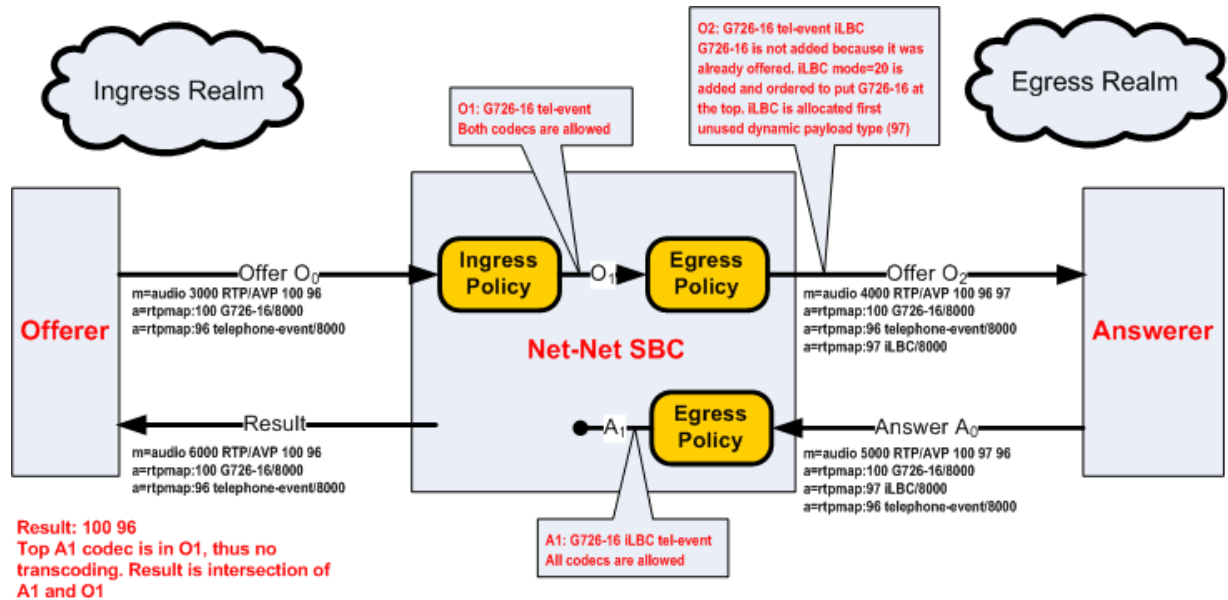 Ingress Realm
Egress Realm
O1: G726-16 tel-event
Both codecs are allowed
O2: G726-16 tel-event iLBC
G726-16 is not added because it was
already offered. iLBC mode=20 is
added and ordered to put G726-16 at
the top. iLBC is allocated first
unused dynamic payload type (97)
Offerer
Offer O0
m=audio 3000 RTP/AVP 100 96
a=rtpmap:100 G726-16/8000
a=rtpmap:96 telephone-event/8000
Ingress
Policy
O1
Egress
Policy
Offer O2
m=audio 4000 RTP/AVP 100 96 97
a=rtpmap:100 G726-16/8000
a=rtpmap:96 telephone-event/8000
a=rtpmap:97 iLBC/8000
Answerer
Net-Net SBC
Result
m=audio 6000 RTP/AVP 100 96
a=rtpmap:100 G726-16/8000
a=rtpmap:96 telephone-event/8000
A1
Egress
Policy
Answer A0
m=audio 5000 RTP/AVP 100 97 96
a=rtpmap:100 G726-16/8000
a=rtpmap:97 iLBC/8000
a=rtpmap:96 telephone-event/8000
Result: 100 96
Top A1 codec is in O1, thus no
transcoding. Result is intersection of
A1 and O1
A1: G726-16 iLBC tel-event
All codecs are allowed